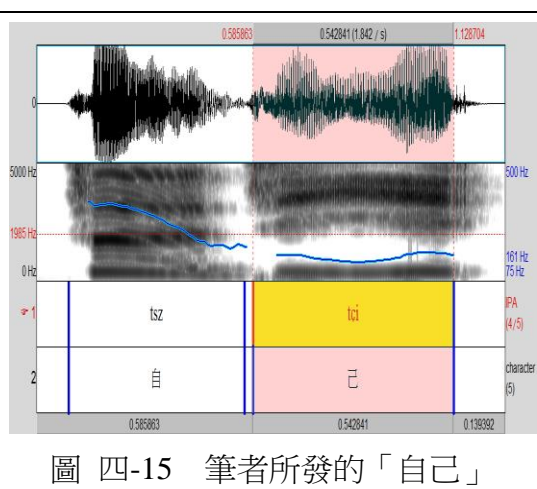 0.585863 0.542841 (1.842 / s) 1.128704
0
5000 Hz 500 Hz
1985 Hz
161 Hz
0 Hz 75 Hz
☞ 1 tsz tci IPA (4/5)
2 自 己 character (5)
0.585863 0.542841 0.139392
圖 四-15 筆者所發的「自己」